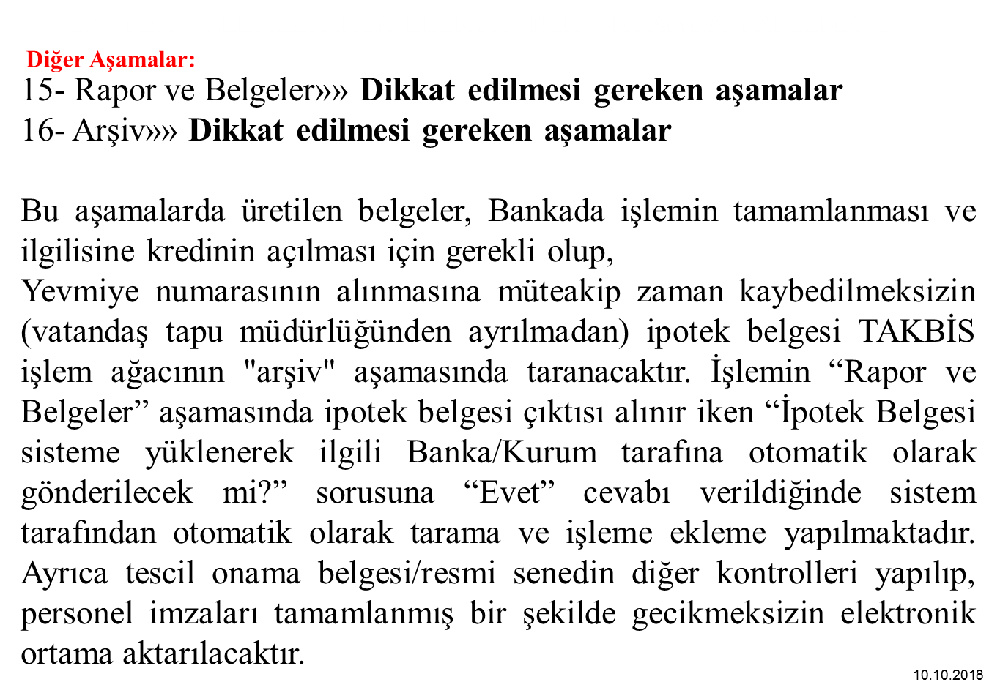 Diğer Aşamalar:
15- Rapor ve Belgeler»» Dikkat edilmesi gereken aşamalar
16- Arşiv»» Dikkat edilmesi gereken aşamalar
Bu aşamalarda üretilen belgeler, Bankada işlemin tamamlanması ve
ilgilisine kredinin açılması için gerekli olup,
Yevmiye numarasının alınmasına müteakip zaman kaybedilmeksizin
(vatandaş tapu müdürlüğünden ayrılmadan) ipotek belgesi TAKBİS
işlem ağacının "arşiv" aşamasında taranacaktır. İşlemin “Rapor ve
Belgeler” aşamasında ipotek belgesi çıktısı alınır iken “İpotek Belgesi
sisteme yüklenerek ilgili Banka/Kurum tarafına otomatik olarak
gönderilecek mi?” sorusuna “Evet” cevabı verildiğinde sistem
tarafından otomatik olarak tarama ve işleme ekleme yapılmaktadır.
Ayrıca tescil onama belgesi/resmi senedin diğer kontrolleri yapılıp,
personel imzaları tamamlanmış bir şekilde gecikmeksizin elektronik
ortama aktarılacaktır.
10.10.2018